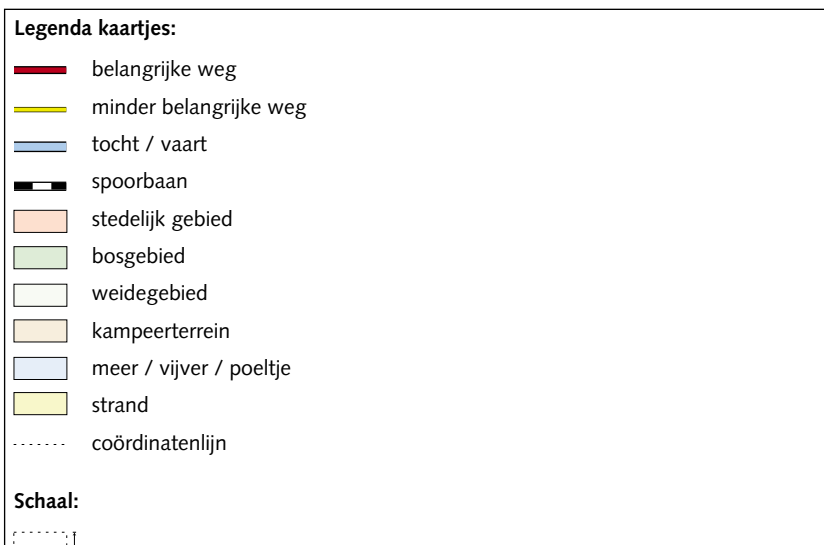 Legenda kaartjes:
belangrijke weg
minder belangrijke weg
tocht / vaart
spoorbaan
stedelijk gebied
bosgebied
weidegebied
kampeerterrein
meer / vijver / poeltje
strand
coördinatenlijn
Schaal: